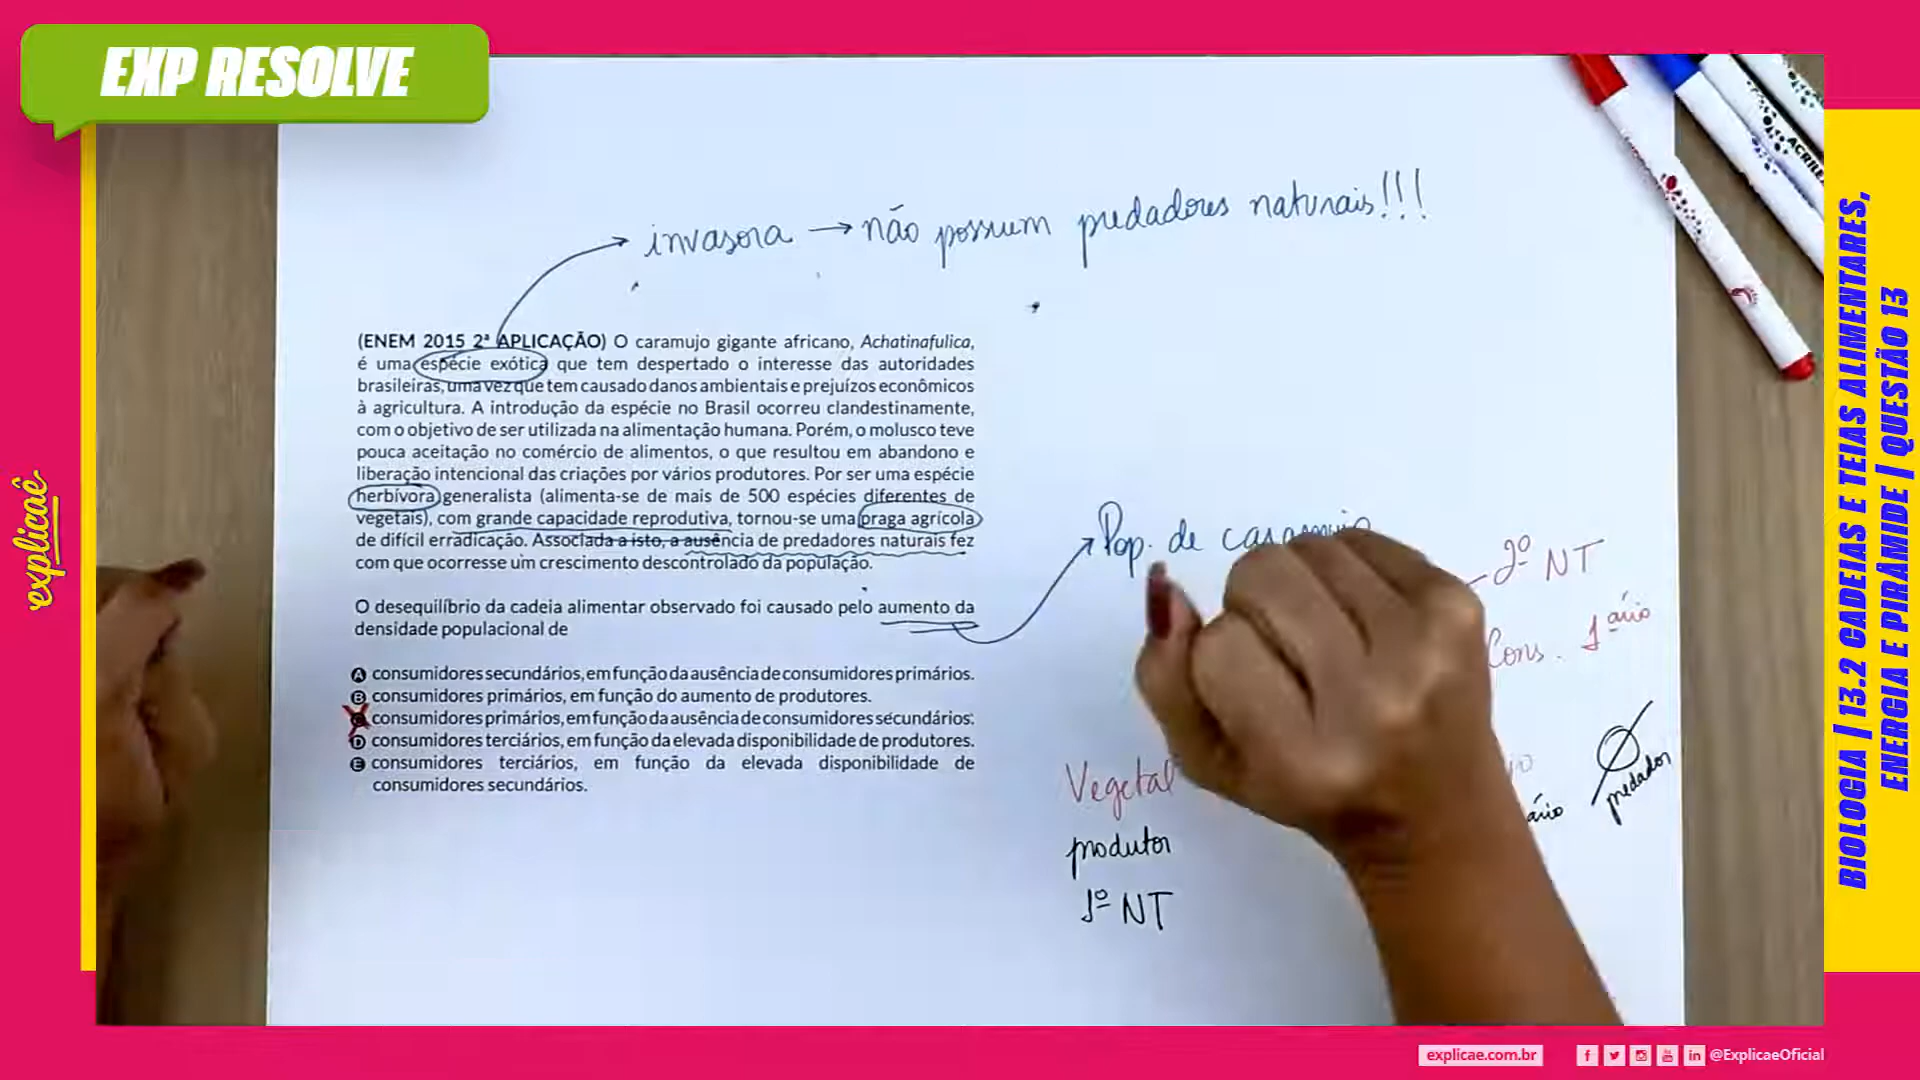 EXP RESOLVE
invasora → não possuem predadores naturais!!!
(ENEM 2015 2ª APLICAÇÃO) O caramujo gigante africano, Achatinafulica,
é uma espécie exótica que tem despertado o interesse das autoridades
brasileiras, uma vez que tem causado danos ambientais e prejuízos econômicos
à agricultura. A introdução da espécie no Brasil ocorreu clandestinamente,
com o objetivo de ser utilizada na alimentação humana. Porém, o molusco teve
pouca aceitação no comércio de alimentos, o que resultou em abandono e
liberação intencional das criações por vários produtores. Por ser uma espécie
herbívora generalista (alimenta-se de mais de 500 espécies diferentes de
vegetais), com grande capacidade reprodutiva, tornou-se uma praga agrícola
de difícil erradicação. Associada a isto, a ausência de predadores naturais fez
com que ocorresse um crescimento descontrolado da população.
O desequilíbrio da cadeia alimentar observado foi causado pelo aumento da
densidade populacional de
A consumidores secundários, em função da ausência de consumidores primários.
B consumidores primários, em função do aumento de produtores.
C consumidores primários, em função da ausência de consumidores secundários.
D consumidores terciários, em função da elevada disponibilidade de produtores.
E consumidores terciários, em função da elevada disponibilidade de
consumidores secundários.
Pop. de caramujo
2º NT
Cons. 1ário
Vegetal
produtor
1º NT
ário
predador
explicaê
BIOLOGIA | 13.2 CADEIAS E TEIAS ALIMENTARES,
ENERGIA E PIRÂMIDE | QUESTÃO 13
ACRILEX
explicae.com.br
@ExplicaeOficial